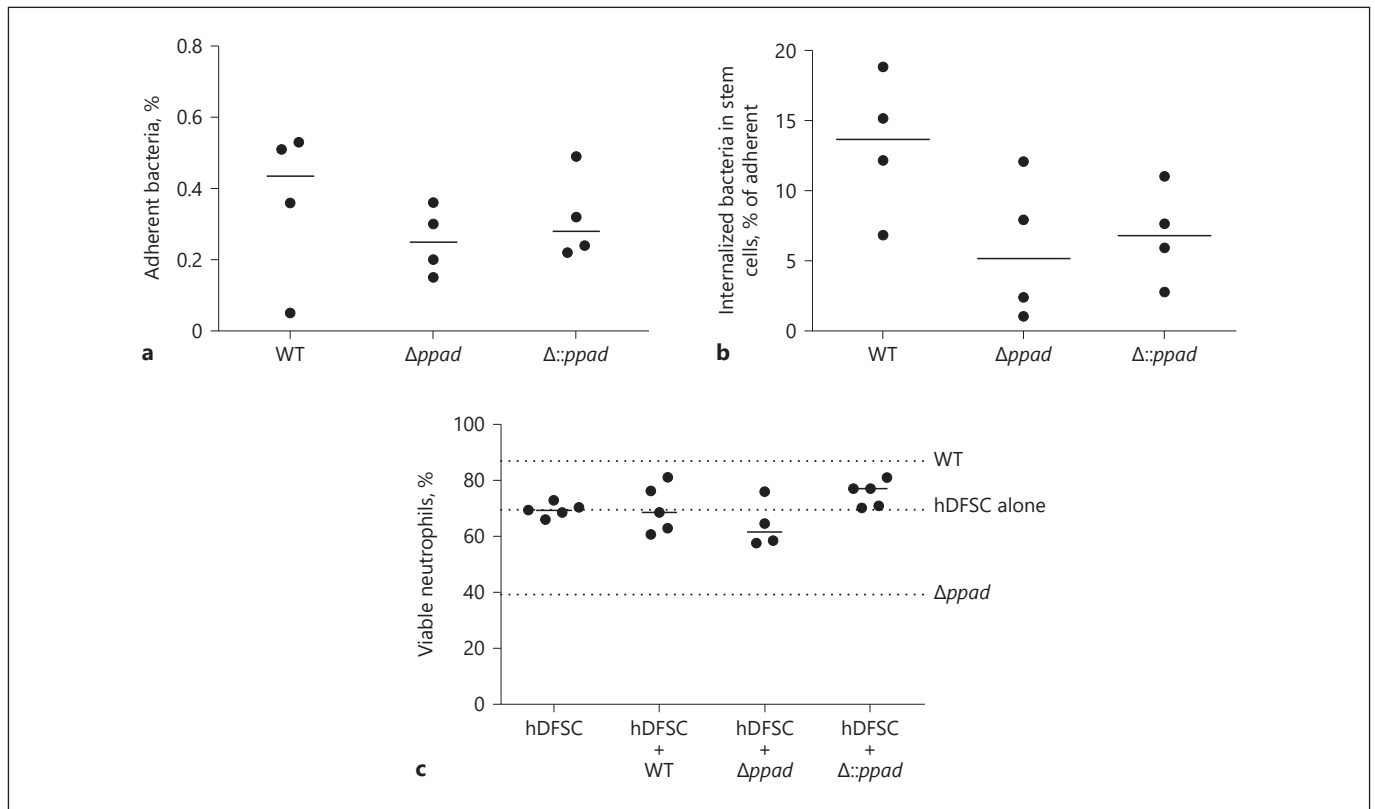 0.8
0.6
0.4
0.2
0
Adherent bacteria, %
WT
Δppad
Δ::ppad
a
20
15
10
5
0
Internalized bacteria in stem
cells, % of adherent
WT
Δppad
Δ::ppad
b
100
80
60
40
20
0
Viable neutrophils, %
WT
hDFSC alone
Δppad
hDFSC
hDFSC
+
WT
hDFSC
+
Δppad
hDFSC
+
Δ::ppad
c